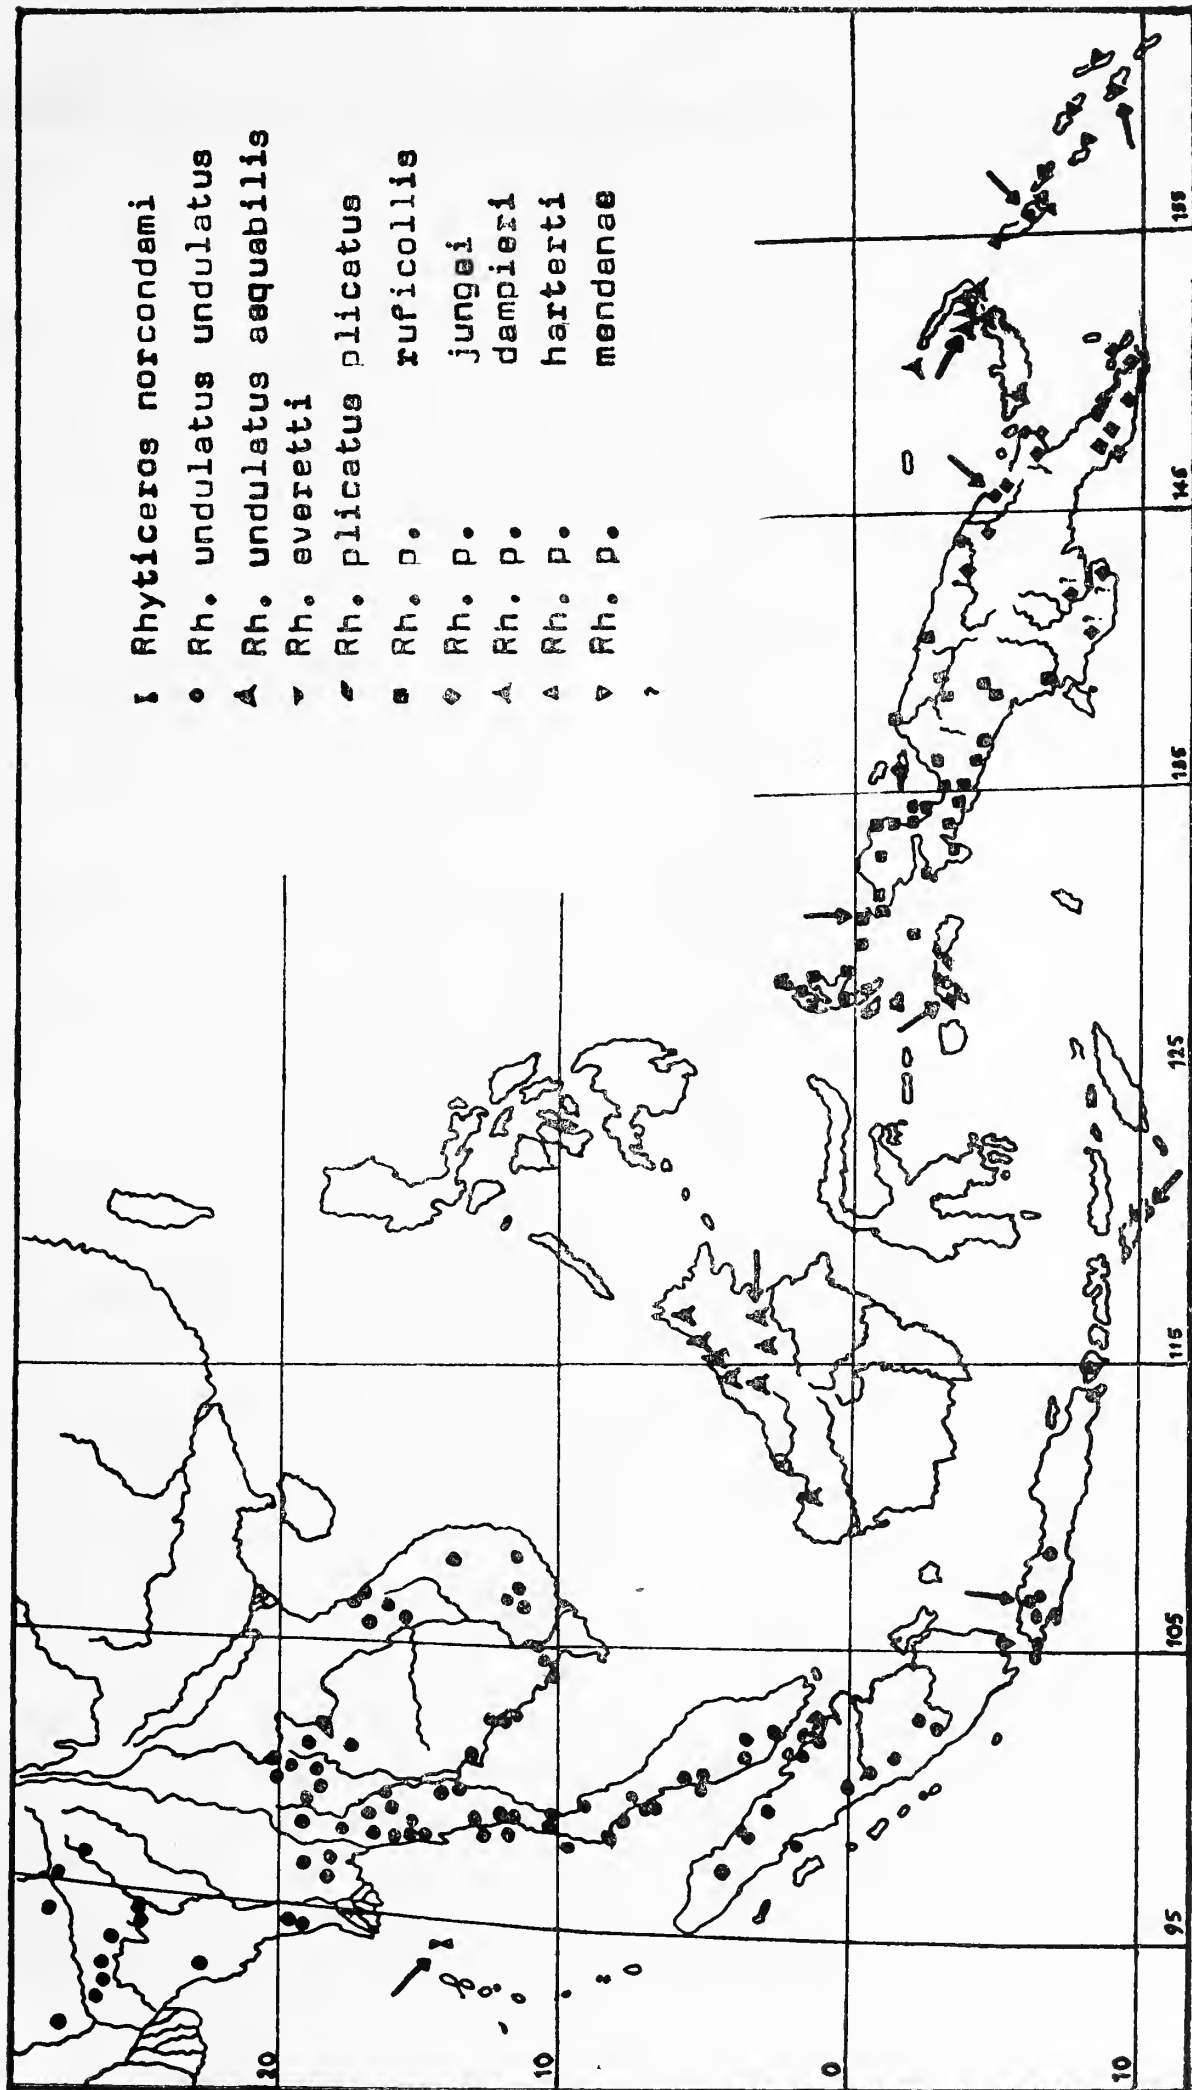 Rhyticeros norcondami
Rh. undulatus undulatus
Rh. undulatus aequabilis
Rh. everetti
Rh. plicatus plicatus
Rh. p. ruficollis
Rh. p. jungei
Rh. p. dampieri
Rh. p. harterti
Rh. p. mendanae
?
20
10
0
10
95
105
115
125
135
145
155
?
?
?